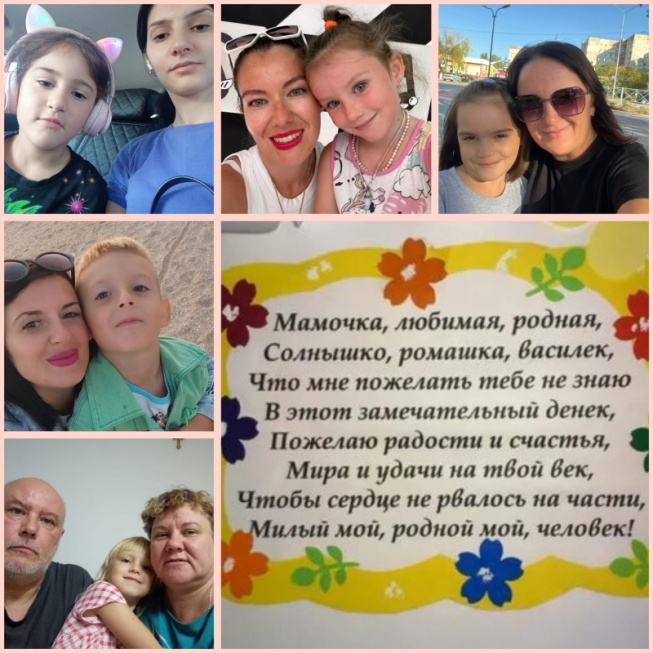 Мамочка, любимая, родная,
Солнышко, ромашка, василек,
Что мне пожелать тебе не знаю
В этот замечательный денек,
Пожелаю радости и счастья,
Мира и удачи на твой век,
Чтобы сердце не рвалось на части,
Милый мой, родной мой, человек!